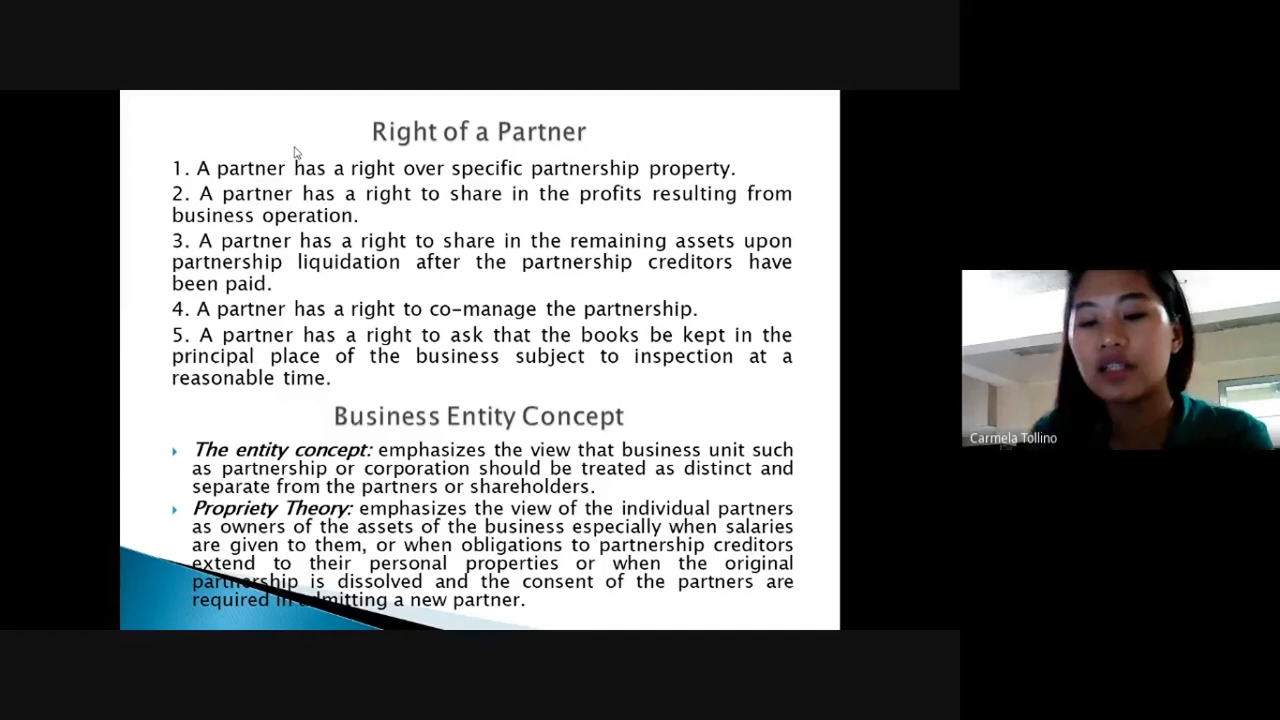 Right of a Partner
1. A partner has a right over specific partnership property.
2. A partner has a right to share in the profits resulting from
business operation.
3. A partner has a right to share in the remaining assets upon
partnership liquidation after the partnership creditors have
been paid.
4. A partner has a right to co-manage the partnership.
5. A partner has a right to ask that the books be kept in the
principal place of the business subject to inspection at a
reasonable time.
Business Entity Concept
The entity concept: emphasizes the view that business unit such
as partnership or corporation should be treated as distinct and
separate from the partners or shareholders.
Propriety Theory: emphasizes the view of the individual partners
as owners of the assets of the business especially when salaries
are given to them, or when obligations to partnership creditors
extend to their personal properties or when the original
partnership is dissolved and the consent of the partners are
required in admitting a new partner.
Carmela Tollino